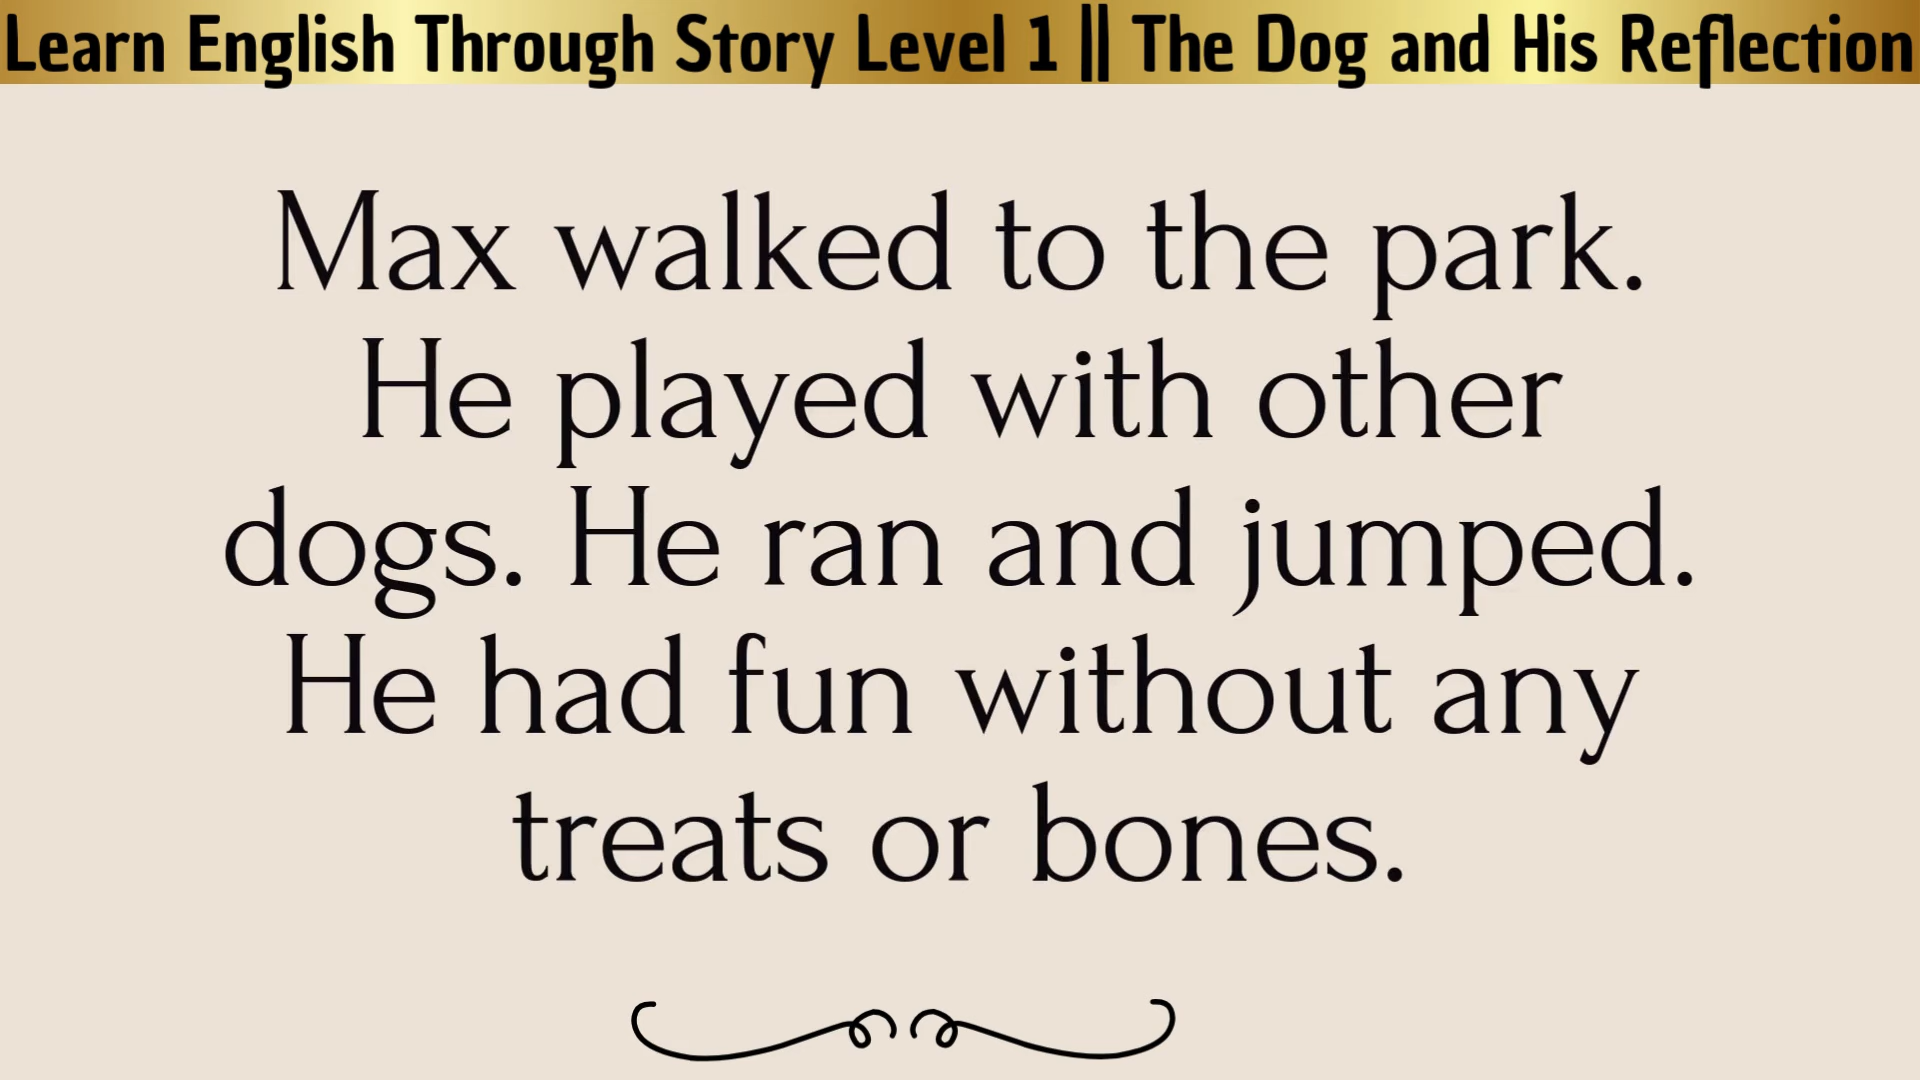 Learn English Through Story Level 1 || The Dog and His Reflection
Max walked to the park.
He played with other
dogs. He ran and jumped.
He had fun without any
treats or bones.